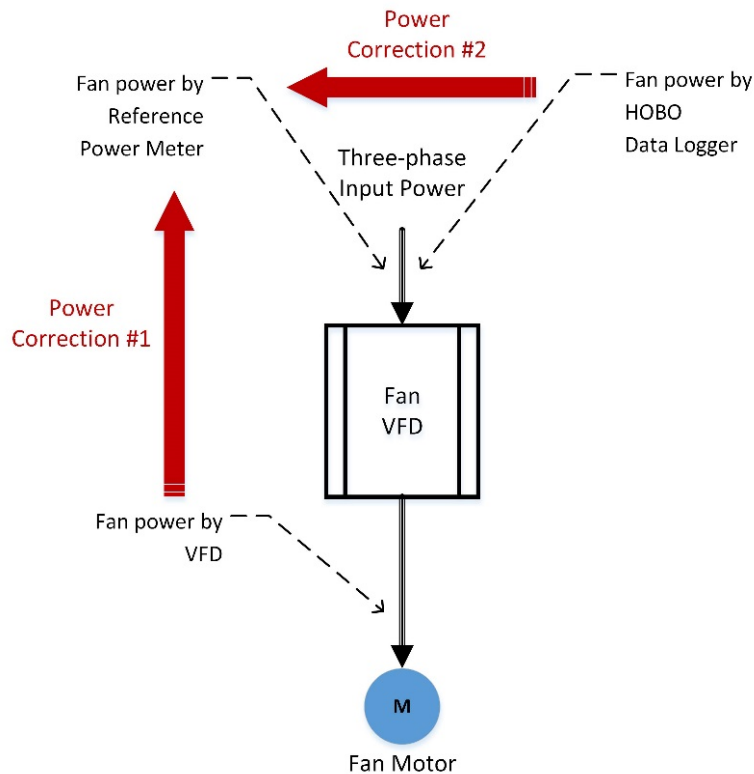 Power
Correction #2
Fan power by
Reference
Power Meter
Fan power by
HOBO
Data Logger
Three-phase
Input Power
Power
Correction #1
Fan
VFD
Fan power by
VFD
M
Fan Motor